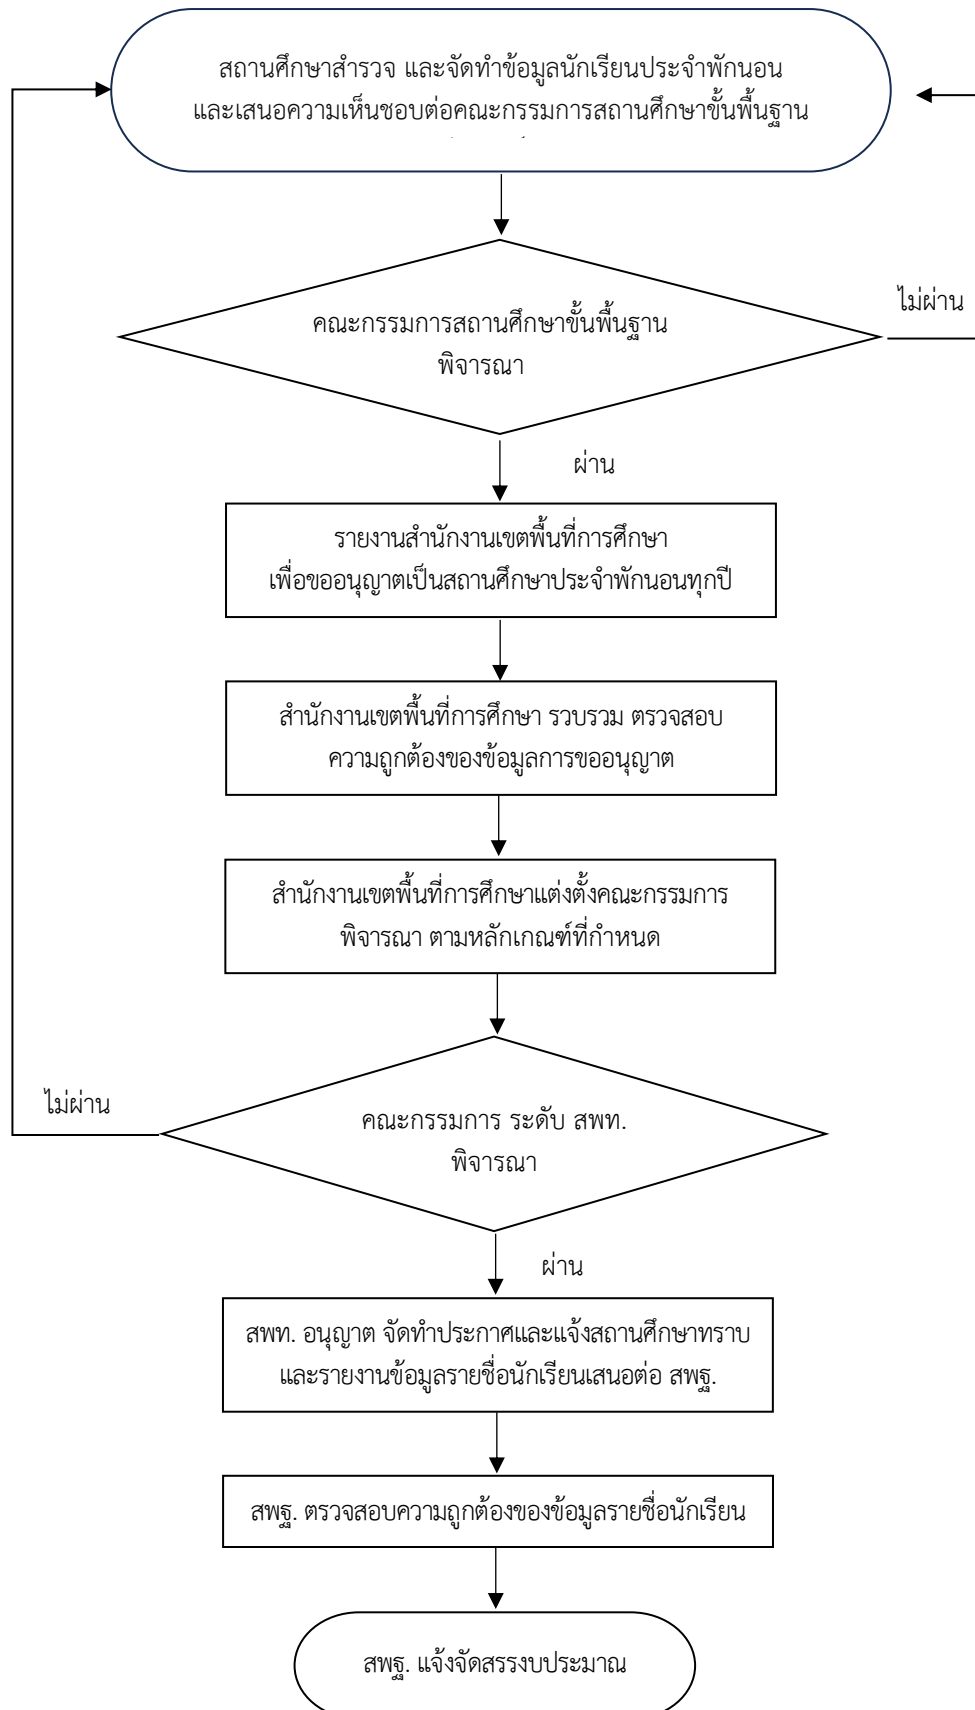 สถานศึกษาสำรวจ และจัดทำข้อมูลนักเรียนประจำพักนอน
และเสนอความเห็นชอบต่อคณะกรรมการสถานศึกษาขั้นพื้นฐาน
คณะกรรมการสถานศึกษาขั้นพื้นฐาน
พิจารณา
ไม่ผ่าน
ผ่าน
รายงานสำนักงานเขตพื้นที่การศึกษา
เพื่อขออนุญาตเป็นสถานศึกษาประจำพักนอนทุกปี
สำนักงานเขตพื้นที่การศึกษา รวบรวม ตรวจสอบ
ความถูกต้องของข้อมูลการขออนุญาต
สำนักงานเขตพื้นที่การศึกษาแต่งตั้งคณะกรรมการ
พิจารณา ตามหลักเกณฑ์ที่กำหนด
ไม่ผ่าน
คณะกรรมการ ระดับ สพท.
พิจารณา
ผ่าน
สพท. อนุญาต จัดทำประกาศและแจ้งสถานศึกษาทราบ
และรายงานข้อมูลรายชื่อนักเรียนเสนอต่อ สพฐ.
สพฐ. ตรวจสอบความถูกต้องของข้อมูลรายชื่อนักเรียน
สพฐ. แจ้งจัดสรรงบประมาณ